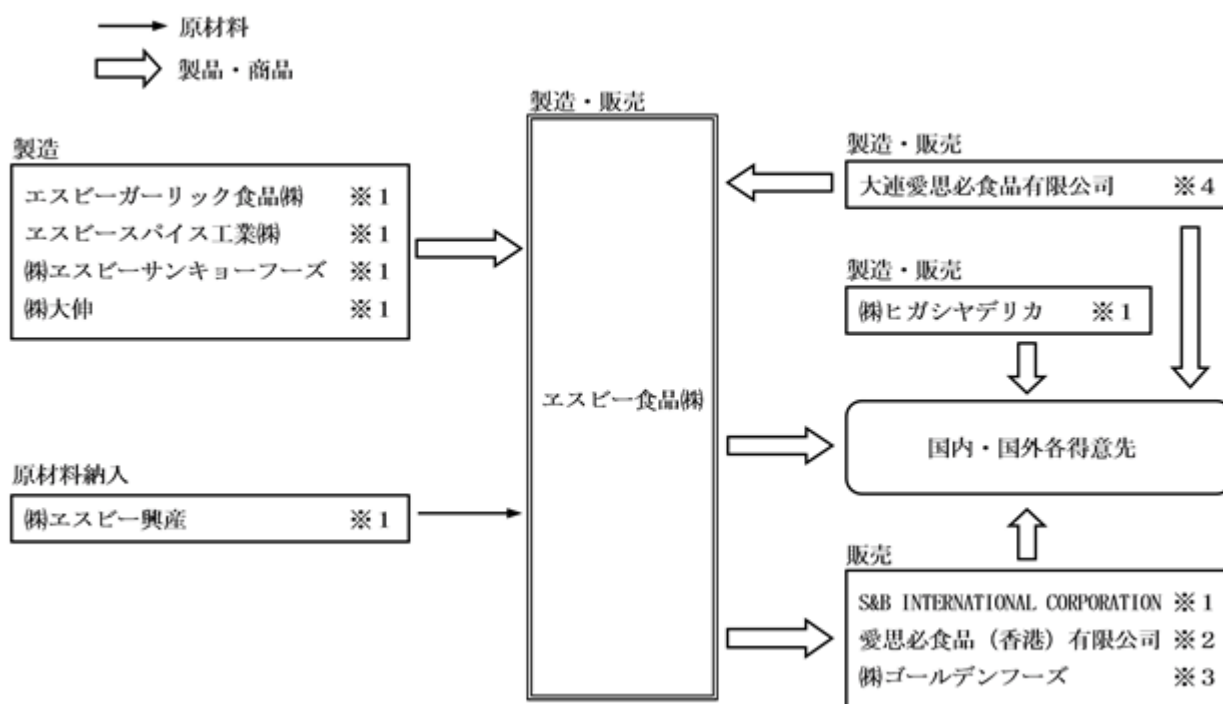 原材料
製品・商品
製造・販売
製造
エスビーガーリック食品㈱ ※1
ヱスビースパイス工業㈱ ※1
㈱ヱスビーサンキョーフーズ ※1
㈱大伸 ※1
原材料納入
㈱ヱスビー興産 ※1
ヱスビー食品㈱
製造・販売
大連愛思必食品有限公司 ※4
製造・販売
㈱ヒガシヤデリカ ※1
国内・国外各得意先
販売
S&B INTERNATIONAL CORPORATION ※1
愛思必食品（香港）有限公司 ※2
㈱ゴールデンフーズ ※3